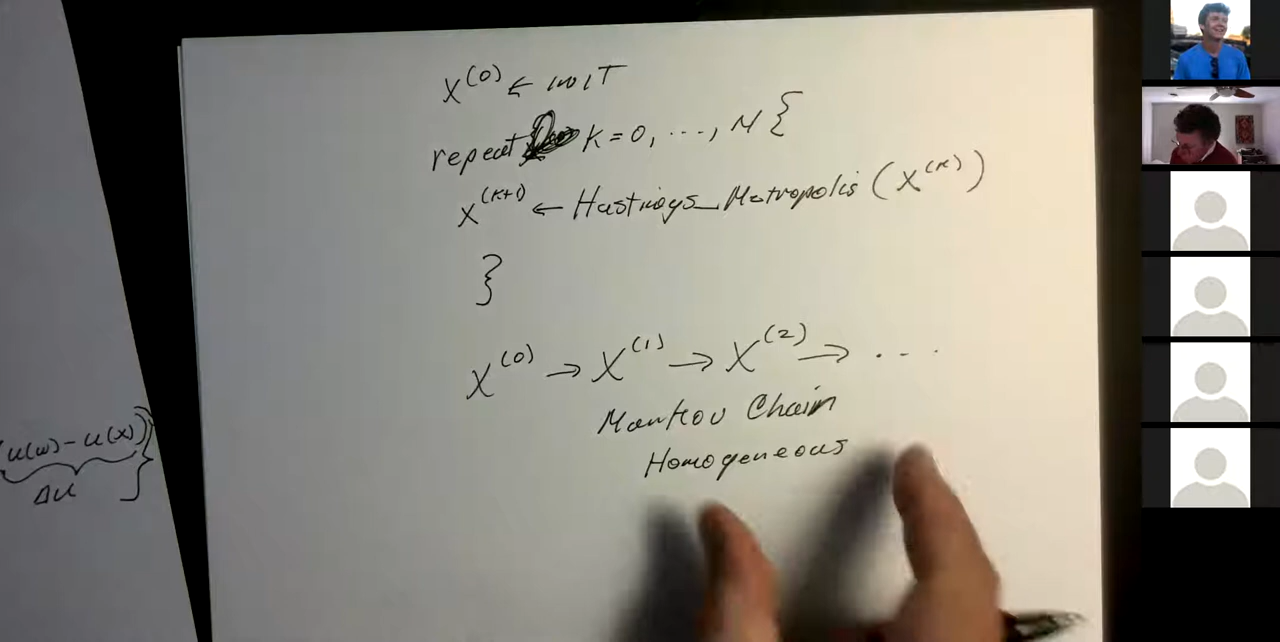 X^(0) ← INIT
repeat K = 0, ..., N {
X^(K+1) ← Hastings_Metropolis (X^(K))
}
X^(0) → X^(1) → X^(2) → ...
Markov Chain
Homogeneous
(u(w) - u(x))}
Δu